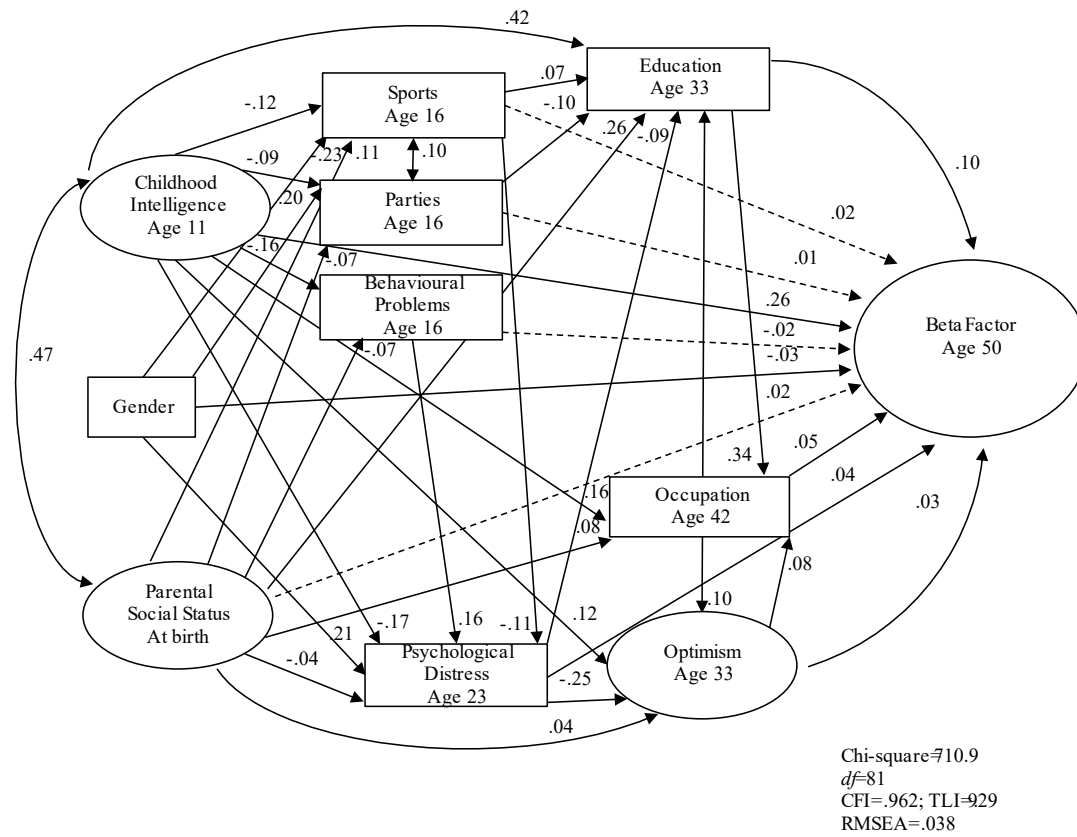 .42
Education
Age 33
.07
Sports
Age 16
-.10
-.12
.26
-.09
-.23
.11
.10
-.09
.10
Childhood
Intelligence
Age 11
Parties
Age 16
.20
.02
-.16
-.07
.01
Behavioural
Problems
Age 16
.26
-.02
Beta Factor
Age 50
.47
-.07
-.03
Gender
.02
.05
.34
.04
.16
Occupation
Age 42
.03
.08
.08
Parental
Social Status
At birth
.10
.12
.16
-.11
-.17
.21
Psychological
Distress
Age 23
Optimism
Age 33
-.04
-.25
.04
Chi-square=710.9
df=81
CFI=.962; TLI=.929
RMSEA=.038